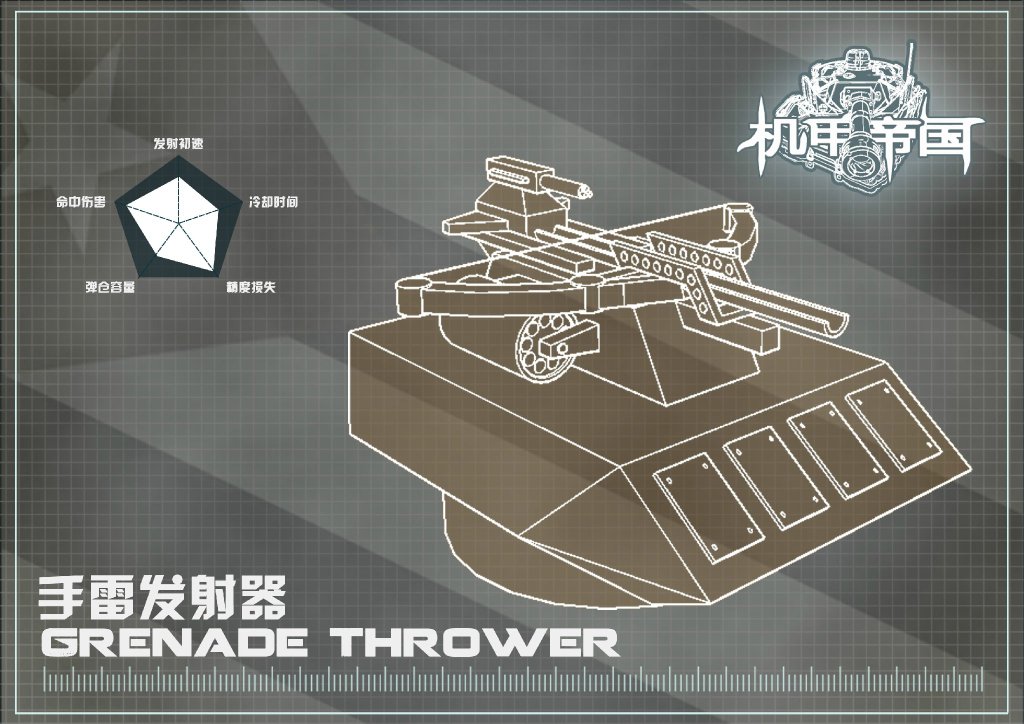 机甲帝国
发射初速
命中伤害
冷却时间
弹仓容量
精度损失
手雷发射器
GRENADE THROWER